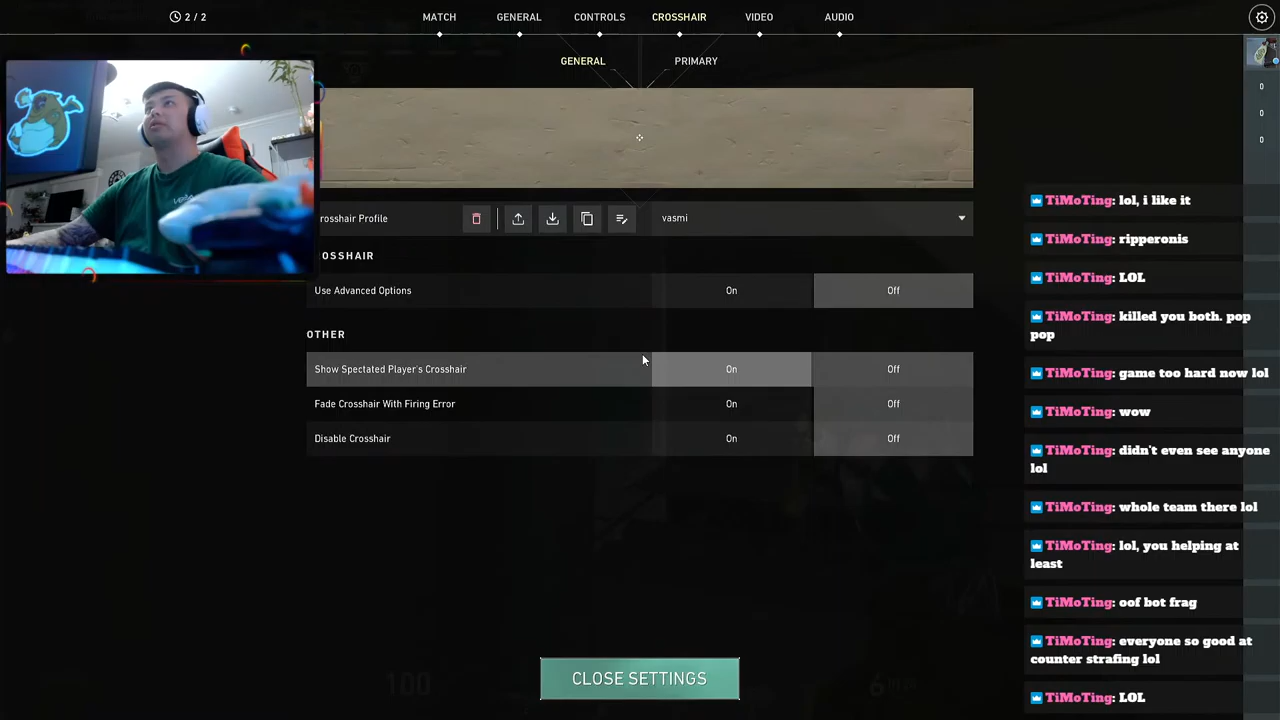 2 / 2
MATCH
GENERAL
CONTROLS
CROSSHAIR
VIDEO
AUDIO
GENERAL
PRIMARY
0
0
0
rosshair Profile
vasmi
OSSHAIR
Use Advanced Options
On
Off
OTHER
Show Spectated Player's Crosshair
On
Off
Fade Crosshair With Firing Error
On
Off
Disable Crosshair
On
Off
CLOSE SETTINGS
100
TiMoTing: lol, i like it
TiMoTing: ripperonis
TiMoTing: LOL
TiMoTing: killed you both. pop
pop
TiMoTing: game too hard now lol
TiMoTing: wow
TiMoTing: didn't even see anyone
lol
TiMoTing: whole team there lol
TiMoTing: lol, you helping at
least
TiMoTing: oof bot frag
TiMoTing: everyone so good at
counter strafing lol
TiMoTing: LOL